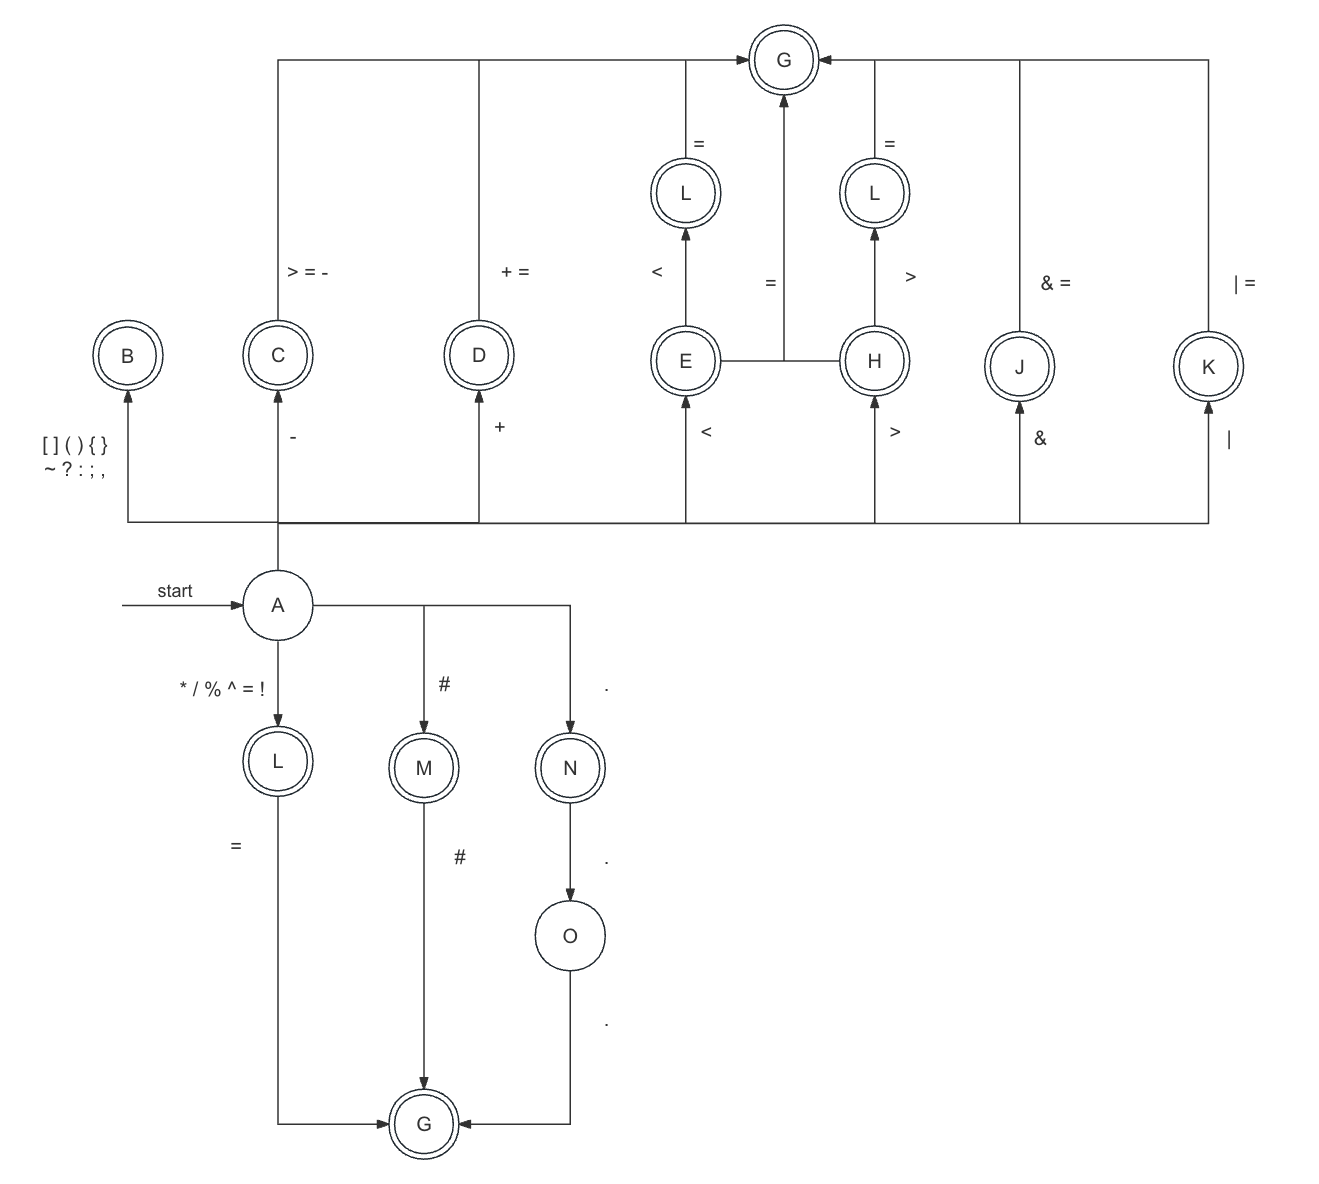 G
=
=
L
L
> = -
+ =
<
=
>
& =
| =
B
C
D
E
H
J
K
[ ] ( ) { }
~ ? : ; ,
-
+
<
>
&
|
start
A
* / % ^ = !
#
.
L
M
N
=
#
.
O
.
G